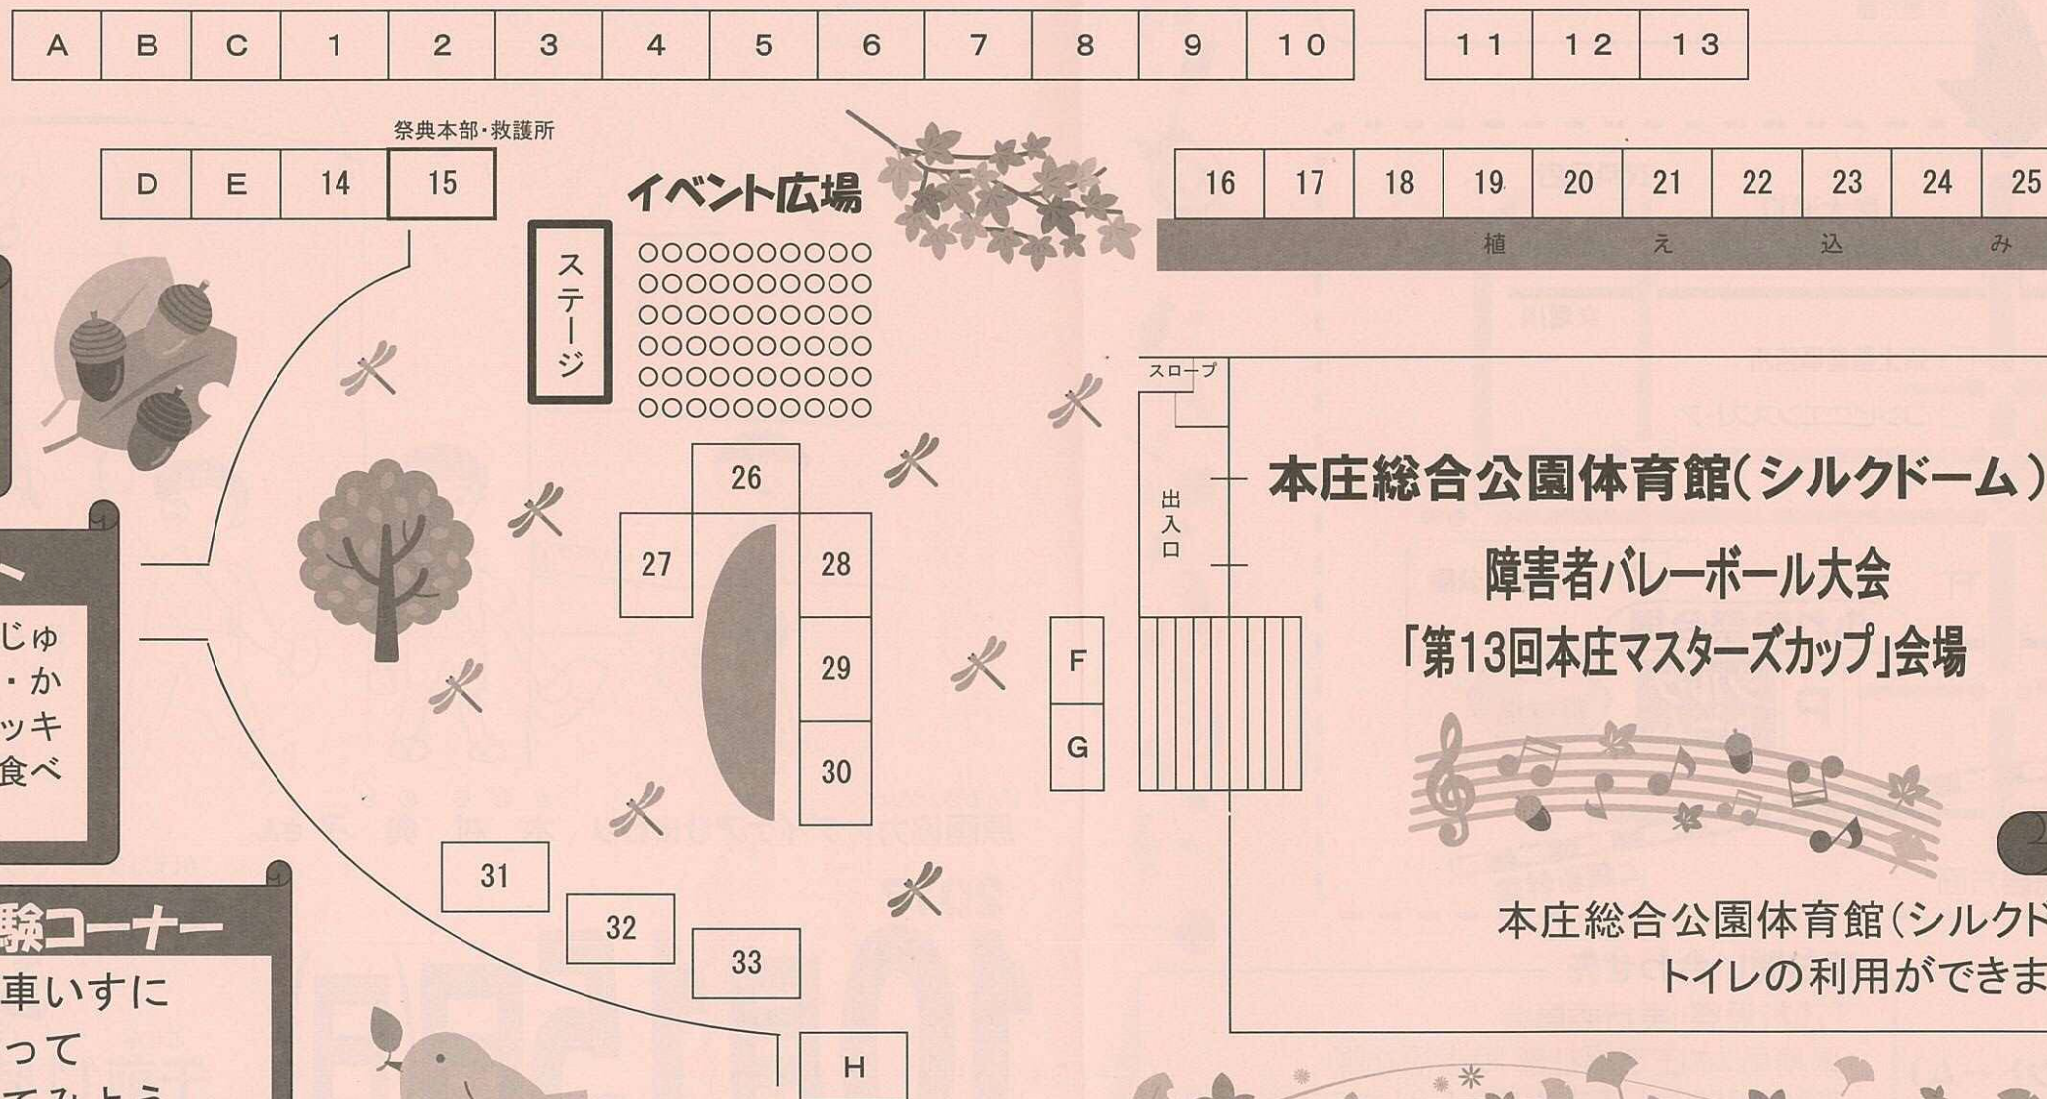 A B C 1 2 3 4 5 6 7 8 9 10 11 12 13
祭典本部・救護所
D E 14 15
イベント広場
16 17 18 19 20 21 22 23 24 25
植え込み
ステージ
スロープ
出入口
本庄総合公園体育館(シルクドーム)
障害者バレーボール大会
「第13回本庄マスターズカップ」会場
26
27 28
29
30
F
G
31
32
33
H
じゅ
・か
ッキ
食べ
験コーナー
車いすに
って
てみよう
本庄総合公園体育館(シルクド
トイレの利用ができま